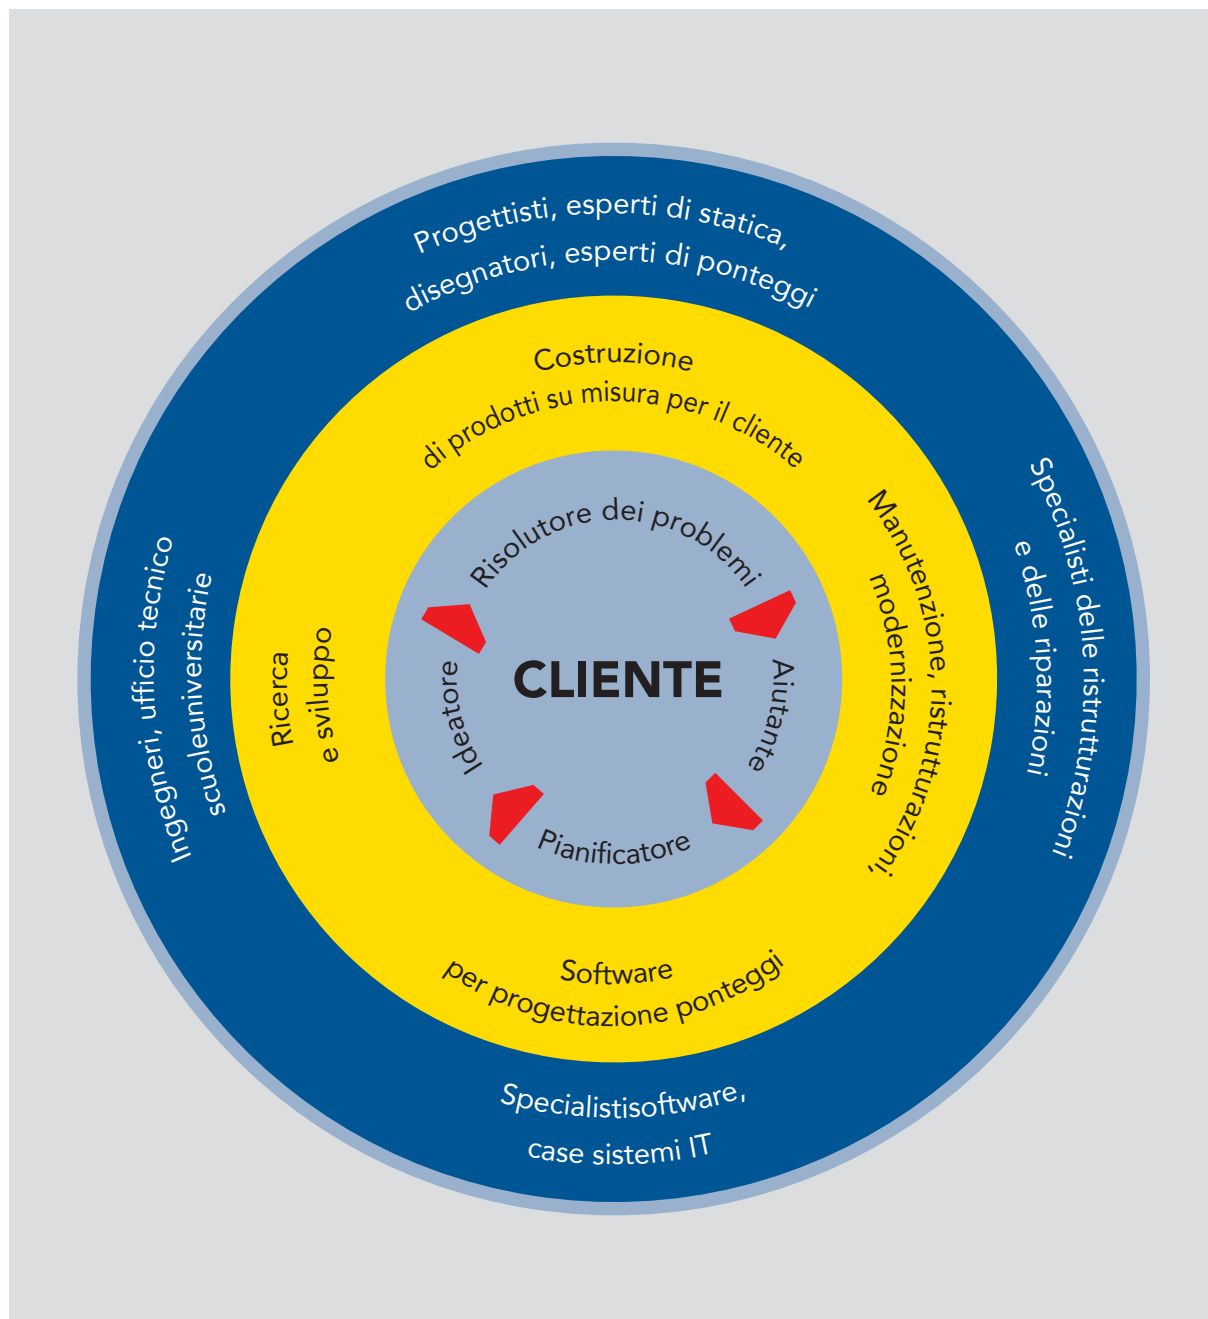 Progettisti, esperti di statica,
disegnatori, esperti di ponteggi
Costruzione
di prodotti su misura per il cliente
Manutenzione, ristrutturazioni,
modernizzazione
Specialisti delle ristrutturazioni
e delle riparazioni
Ingegneri, ufficio tecnico
scuoleuniversitarie
Ricerca
e sviluppo
Risolutore dei problemi
Ideatore
CLIENTE
Aiutante
Pianificatore
Software
per progettazione ponteggi
Specialistisoftware,
case sistemi IT